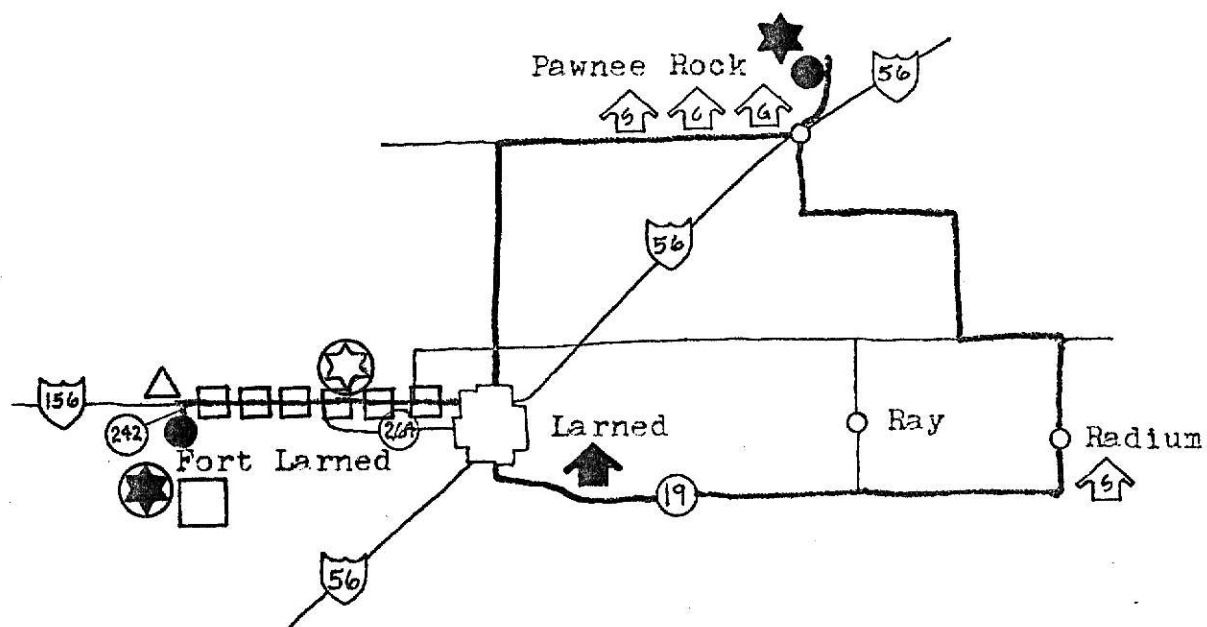 Pawnee Rock
56
S C G
56
156
264
242
Fort Larned
Larned
Ray
Radium
19
S
56